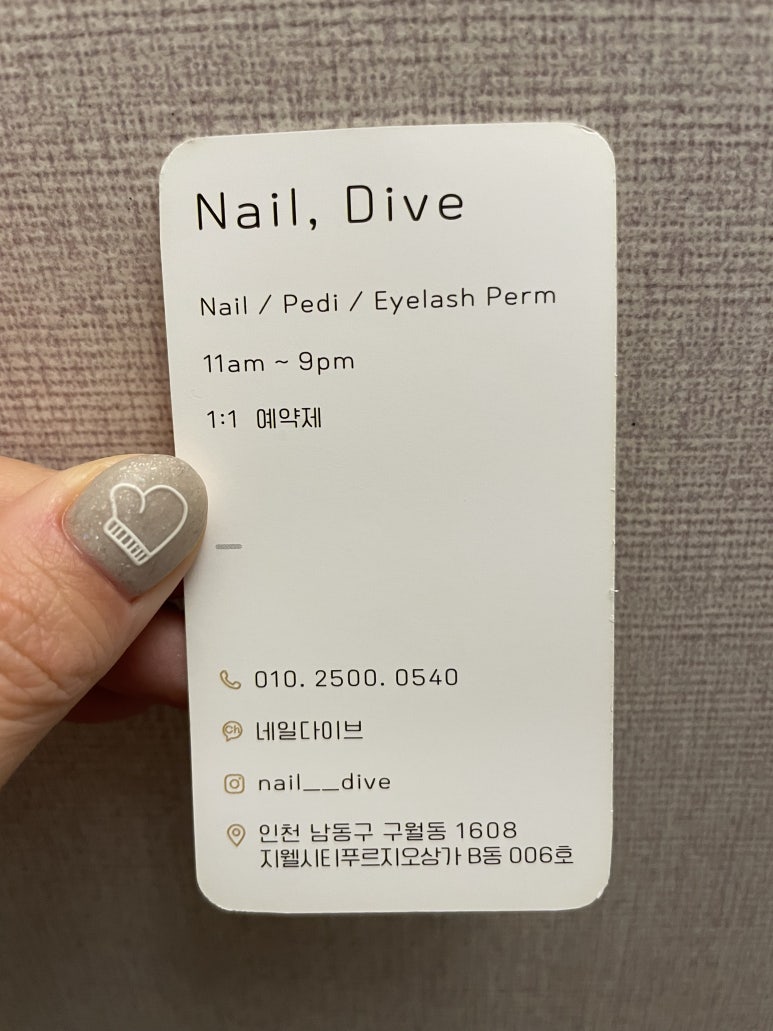 Nail, Dive
Nail / Pedi / Eyelash Perm
11am ~ 9pm
1:1 예약제
010. 2500. 0540
Ch 네일다이브
nail__dive
인천 남동구 구월동 1608
지웰시티푸르지오상가 B동 006호